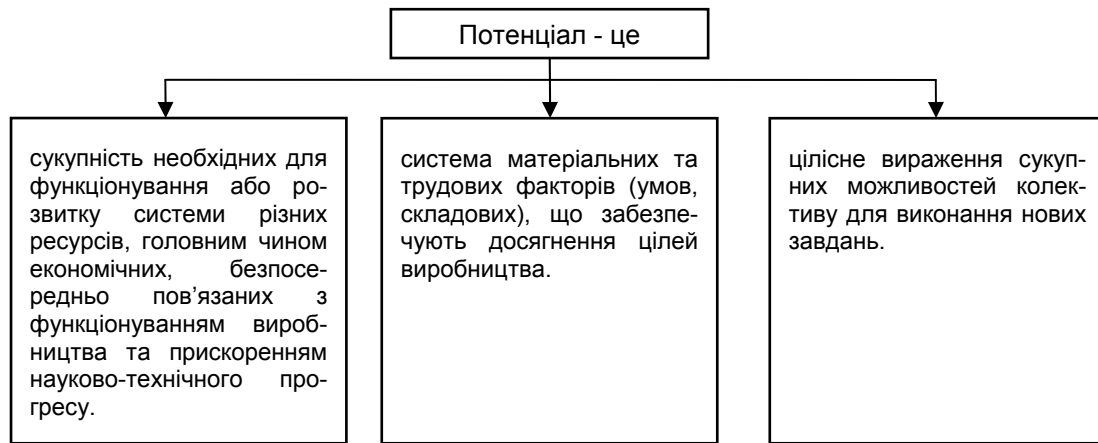 Потенціал - це
сукупність необхідних для
функціонування або ро-
звитку системи різних
ресурсів, головним чином
економічних, безпосе-
редньо пов’язаних з
функціонуванням вироб-
ництва та прискоренням
науково-технічного про-
гресу.
система матеріальних та
трудових факторів (умов,
складових), що забезпе-
чують досягнення цілей
виробництва.
цілісне вираження сукуп-
них можливостей колек-
тиву для виконання нових
завдань.